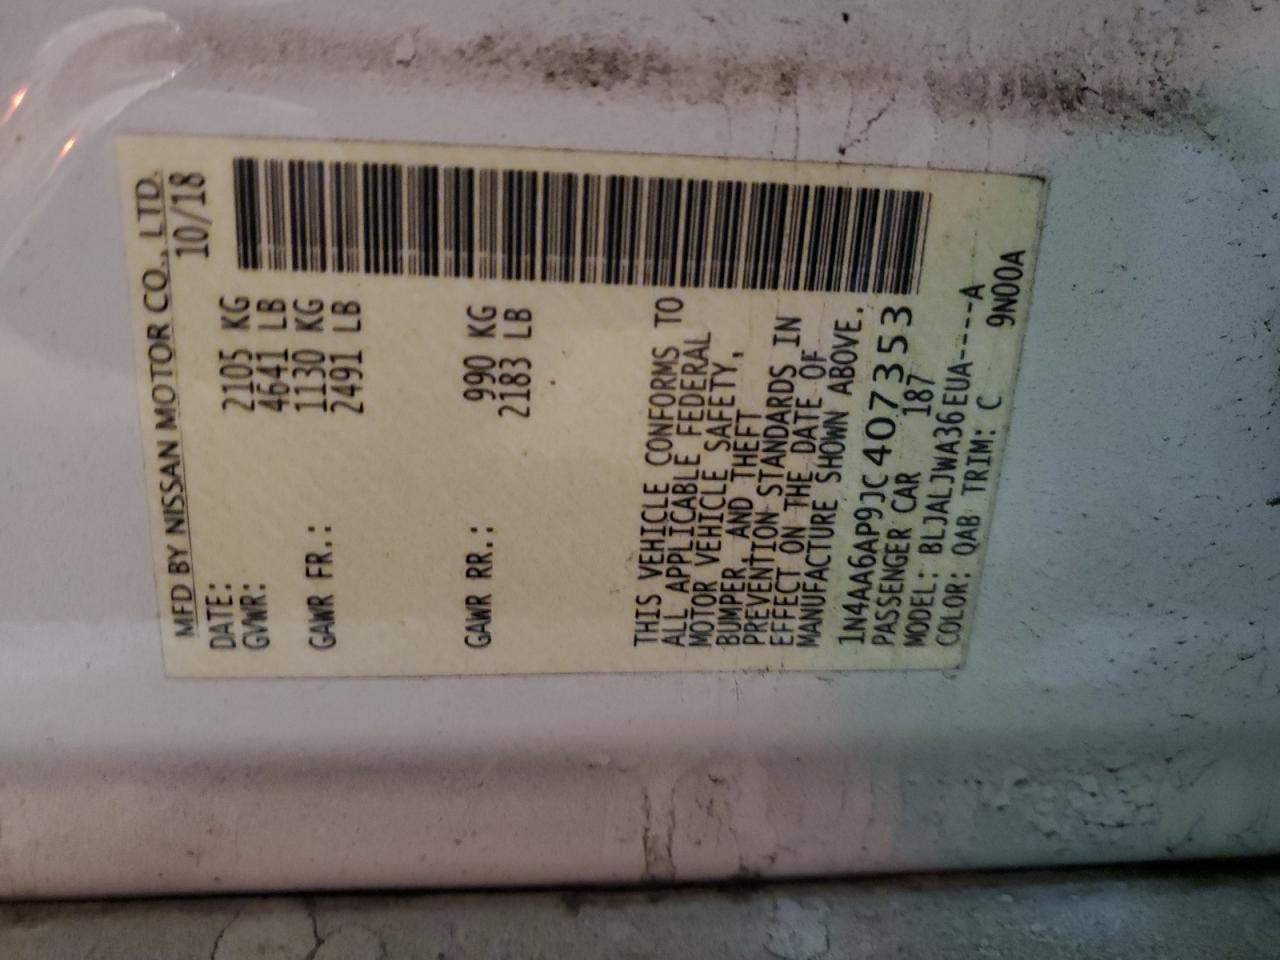 MFD BY NISSAN MOTOR CO., LTD.
DATE: 10/18
GVWR: 2105 KG
4641 LB
GAWR FR.: 1130 KG
2491 LB
GAWR RR.: 990 KG
2183 LB
THIS VEHICLE CONFORMS TO
ALL APPLICABLE FEDERAL
MOTOR VEHICLE SAFETY,
BUMPER, AND THEFT
PREVENTION STANDARDS IN
EFFECT ON THE DATE OF
MANUFACTURE SHOWN ABOVE.
1N4AA6AP9JC407353
PASSENGER CAR 187
MODEL: BLJALJWA36EUA----A
COLOR: QAB TRIM: C 9N00A